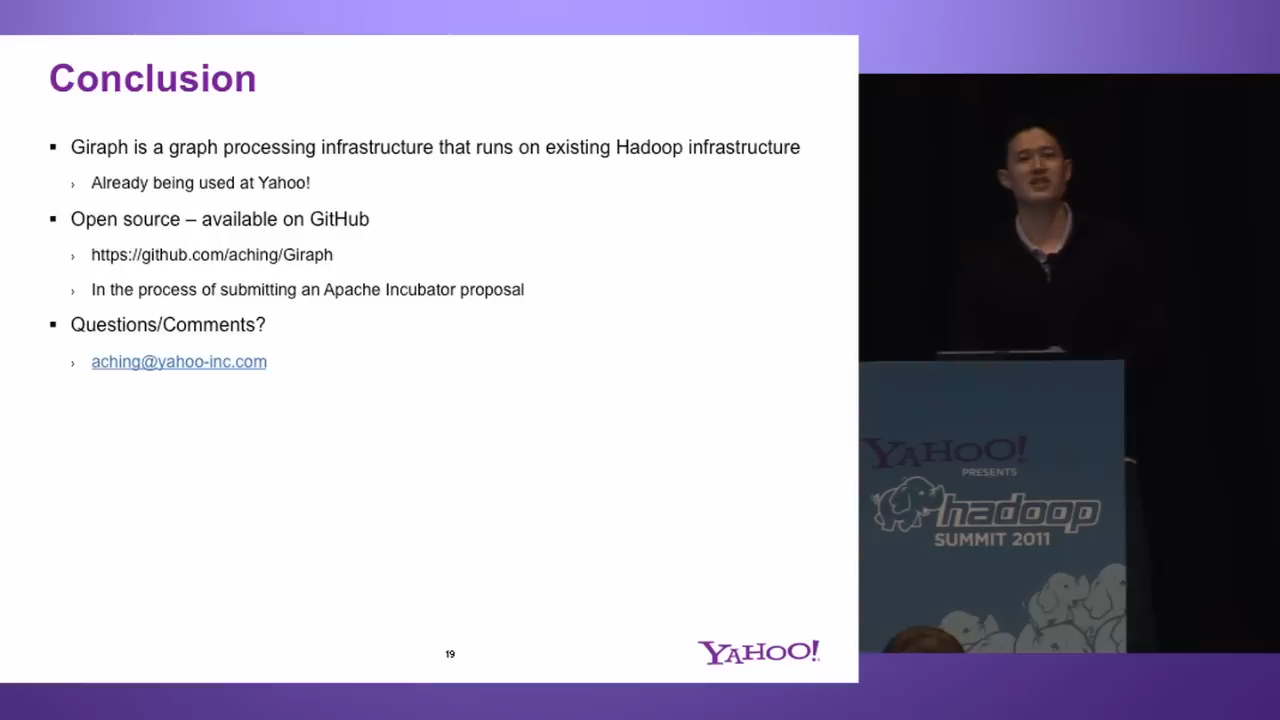 Conclusion
▪ Giraph is a graph processing infrastructure that runs on existing Hadoop infrastructure
› Already being used at Yahoo!
▪ Open source – available on GitHub
› https://github.com/aching/Giraph
› In the process of submitting an Apache Incubator proposal
▪ Questions/Comments?
› aching@yahoo-inc.com
19
YAHOO!
YAHOO!
PRESENTS
hadoop
SUMMIT 2011